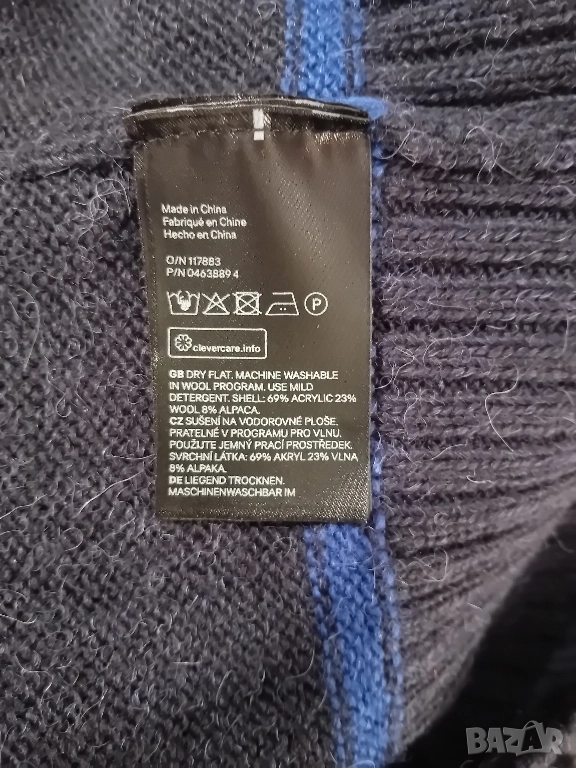 Made in China
Fabriqué en Chine
Hecho en China
O/N 117883
P/N 0463889 4
P
clevercare.info
GB DRY FLAT. MACHINE WASHABLE
IN WOOL PROGRAM. USE MILD
DETERGENT. SHELL: 69% ACRYLIC 23%
WOOL 8% ALPACA.
CZ SUŠENÍ NA VODOROVNÉ PLOŠE.
PRATELNÉ V PROGRAMU PRO VLNU.
POUŽIJTE JEMNÝ PRACÍ PROSTŘEDEK.
SVRCHNÍ LÁTKA: 69% AKRYL 23% VLNA
8% ALPAKA.
DE LIEGEND TROCKNEN.
MASCHINENWASCHBAR IM
BAZAR